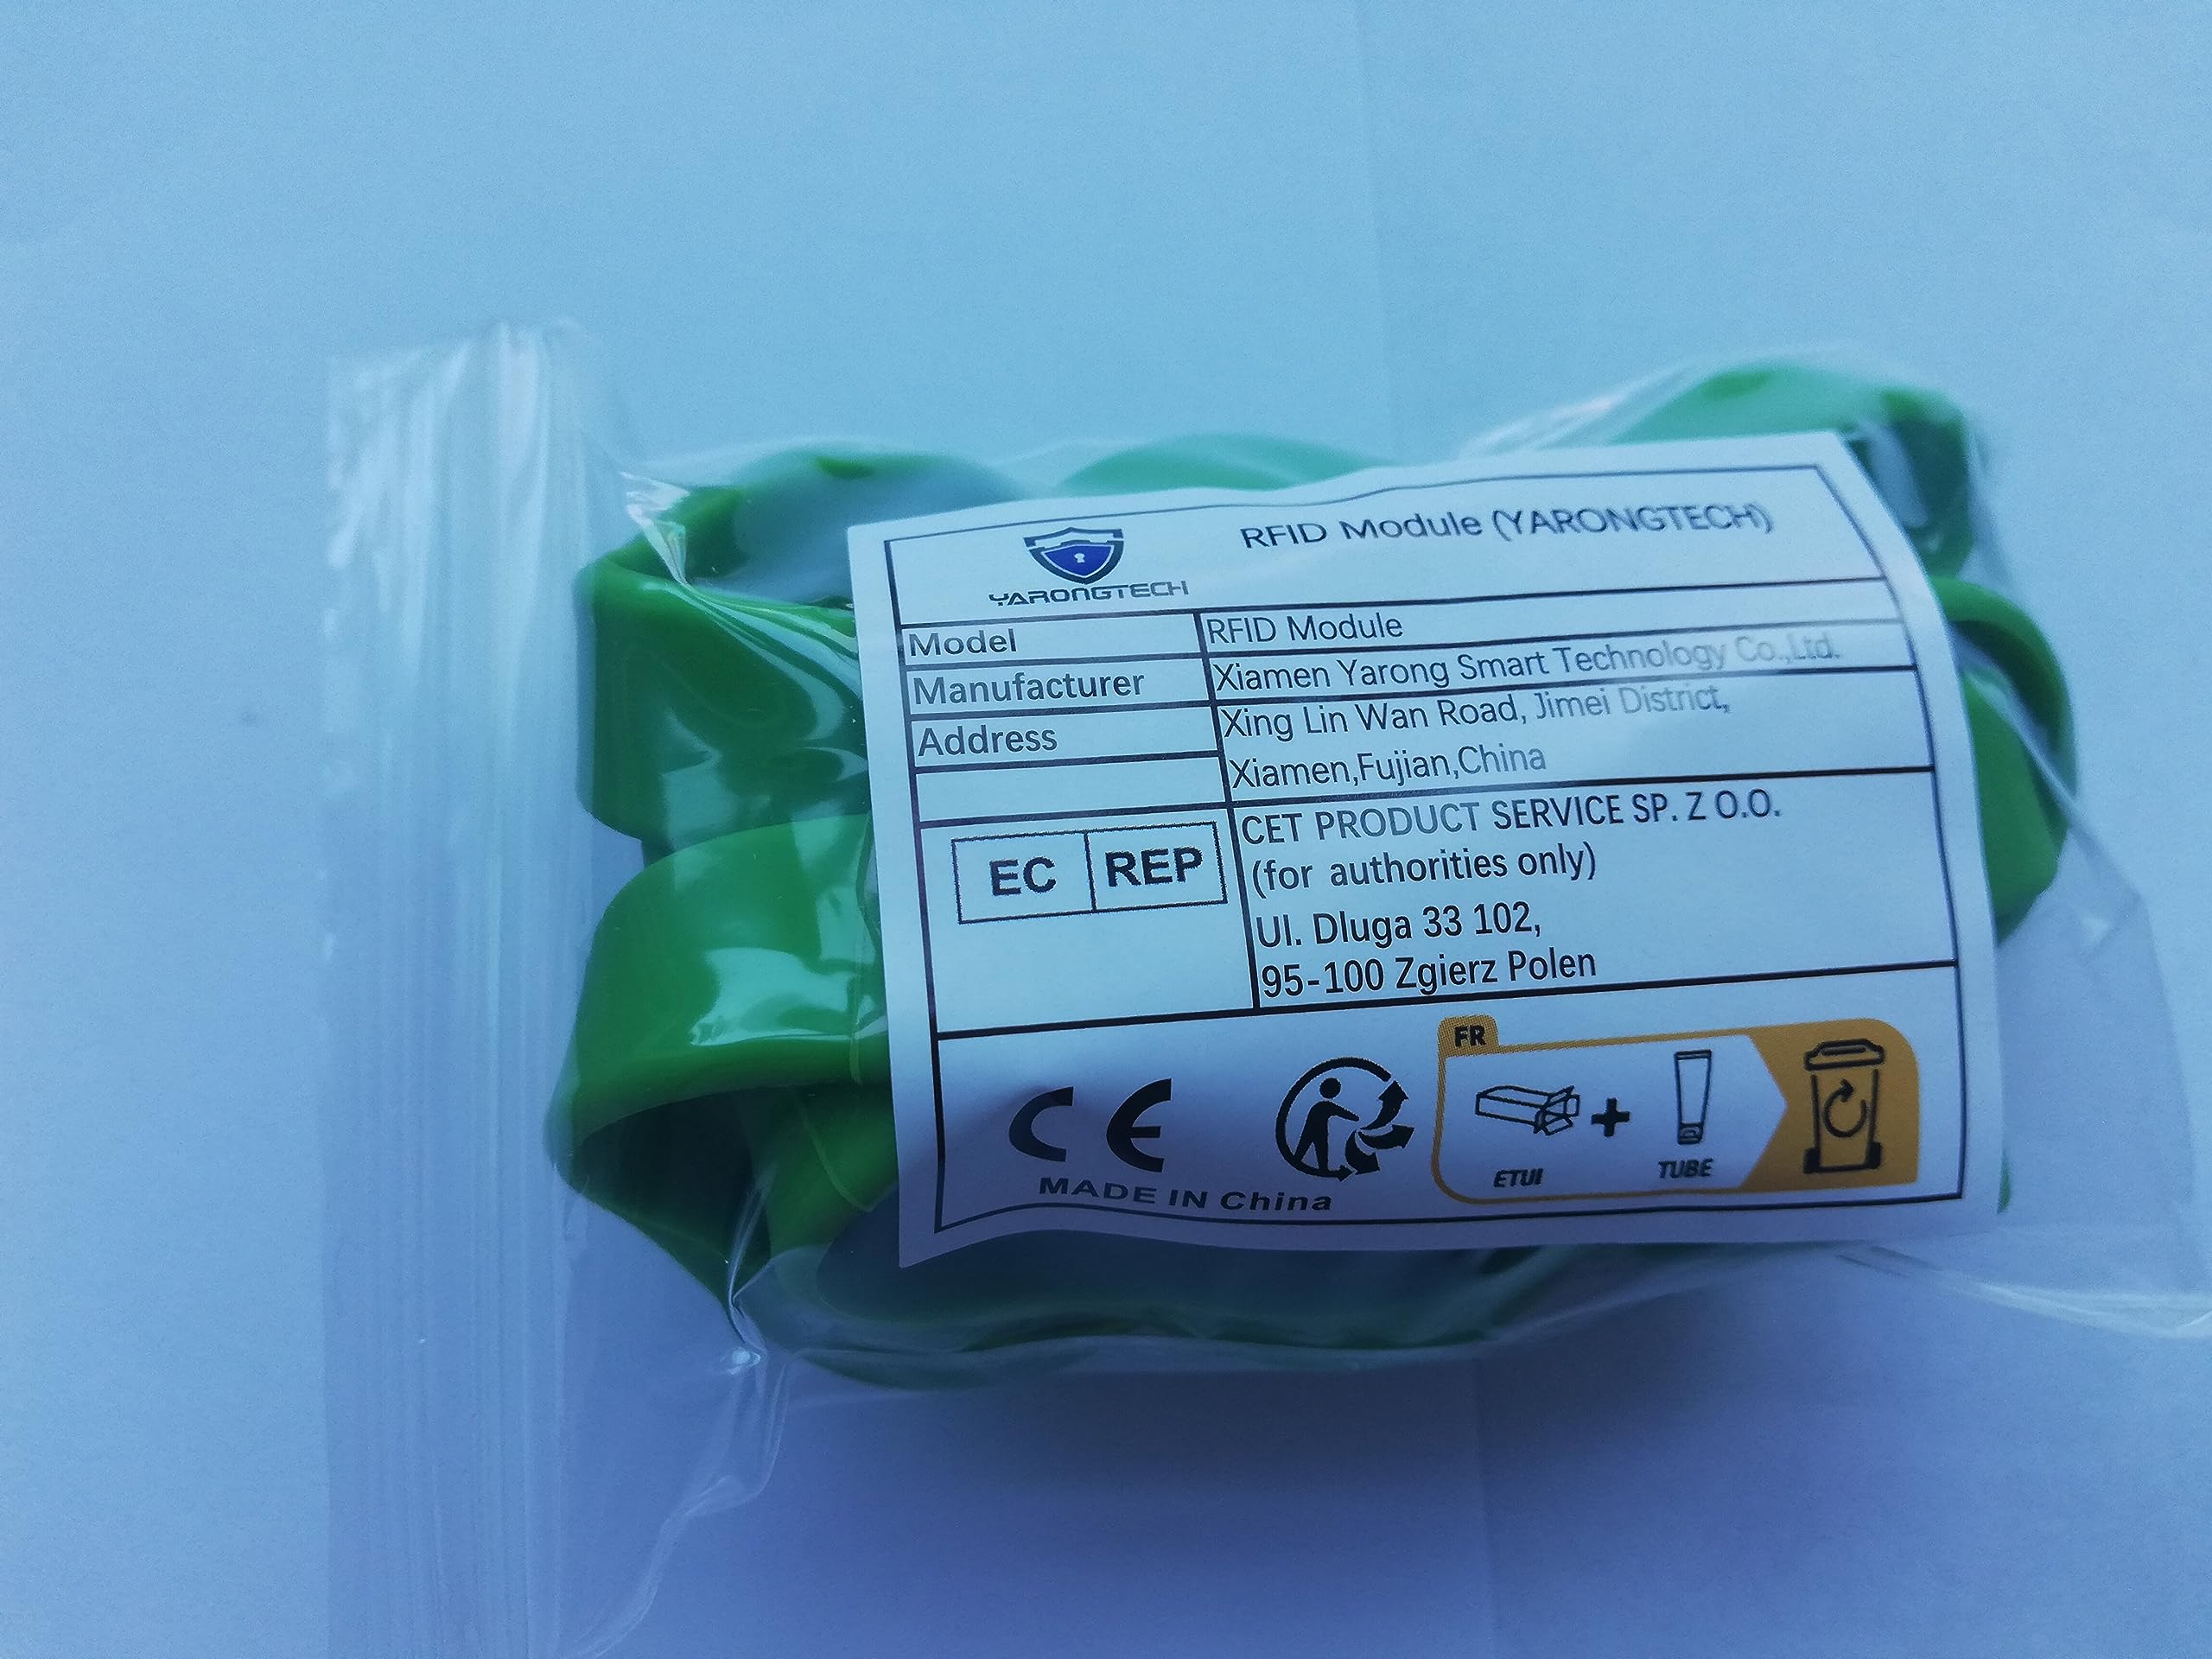 YARONGTECH
RFID Module (YARONGTECH)
Model
RFID Module
Manufacturer
Xiamen Yarong Smart Technology Co.,Ltd.
Address
Xing Lin Wan Road, Jimei District,
Xiamen,Fujian,China
EC REP
CET PRODUCT SERVICE SP. Z O.O.
(for authorities only)
Ul. Dluga 33 102,
95-100 Zgierz Polen
CE
MADE IN China
FR
ETUI
+
TUBE